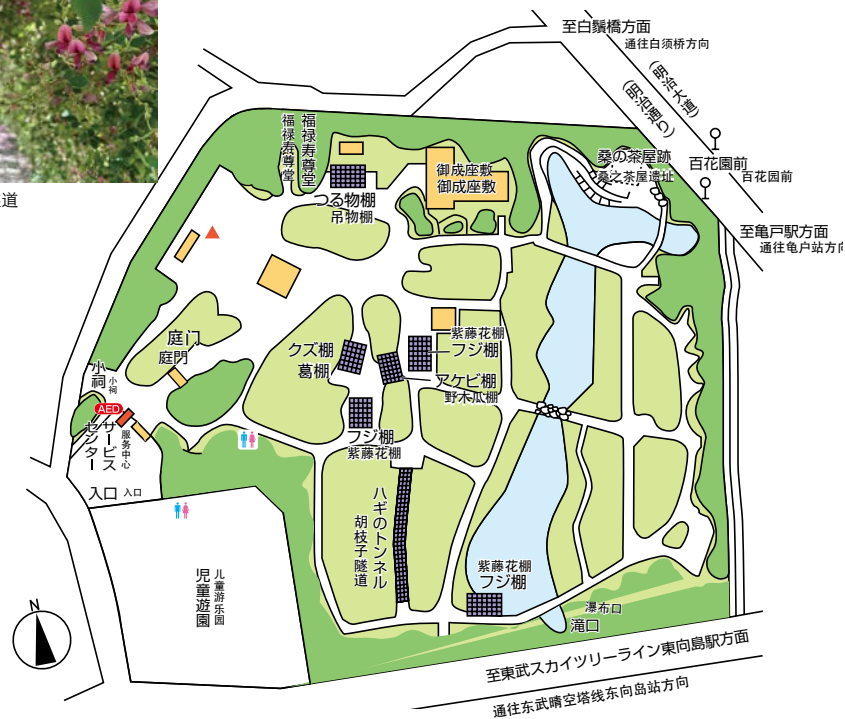 至白鬚橋方面
通往白须桥方向
(明治大道)
(明治通り)
道
福禄寿尊堂
福禄寿尊堂
桑の茶屋跡
桑之茶屋遗址
百花園前
百花园前
御成座敷
御成座敷
つる物棚
吊物棚
至亀戸駅方面
通往龟户站方向
庭门
庭門
クズ棚
葛棚
紫藤花棚
フジ棚
アケビ棚
野木瓜棚
小祠
小祠
AED
サービス
センター
服务中心
フジ棚
紫藤花棚
入口 入口
ハギのトンネル
胡枝子隧道
紫藤花棚
フジ棚
儿童游乐园
児童遊園
瀑布口
滝口
N
至東武スカイツリーライン東向島駅方面
通往东武晴空塔线东向岛站方向